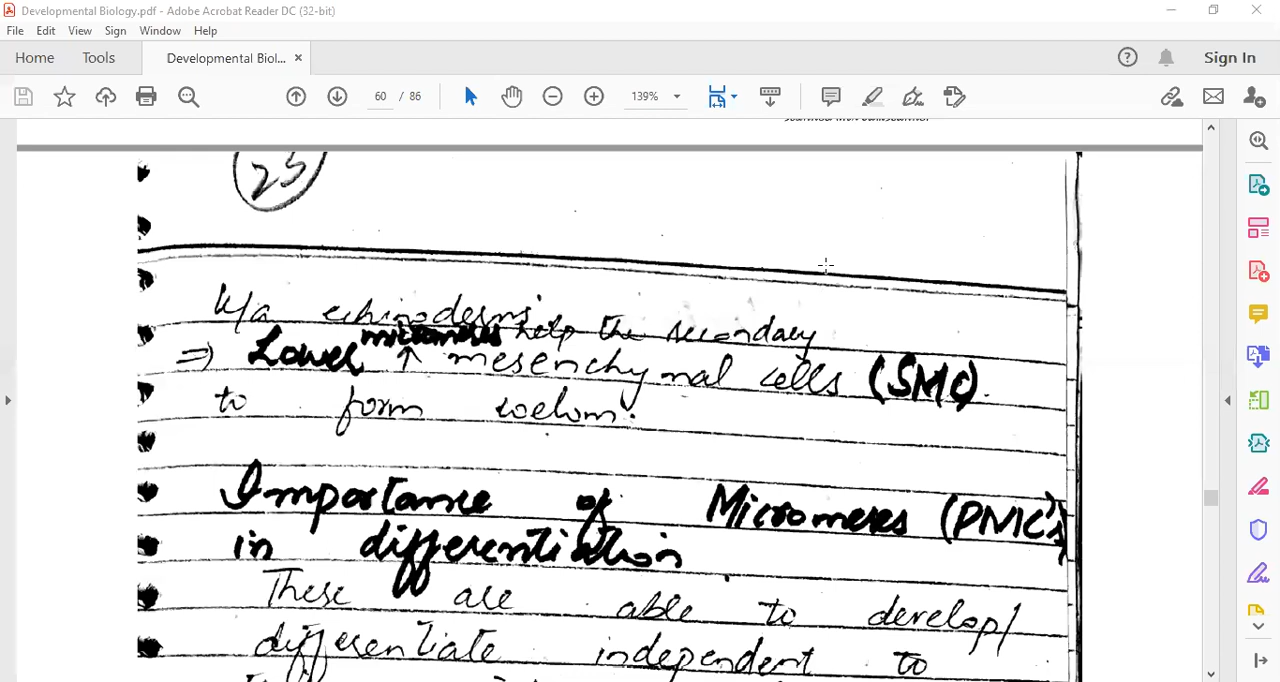 Developmental Biology.pdf - Adobe Acrobat Reader DC (32-bit)
File Edit View Sign Window Help
Home Tools Developmental Biol... × Sign In
60 / 86 139%
25
k/a echinoderms.
micromeres help the secondary
⇒ Lower ↑ mesenchymal cells (SMC)
to form coelom.
Importance of Micromeres (PMC's)
in differentiation
These are able to develop/
differentiate independent to